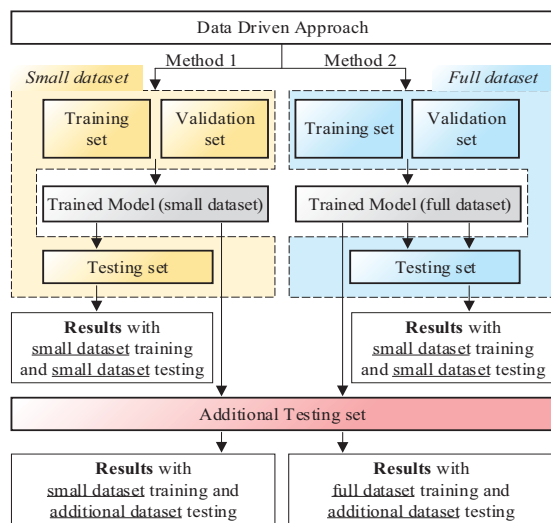 Data Driven Approach
Method 1
Method 2
Small dataset
Full dataset
Training
set
Validation
set
Training set
Validation
set
Trained Model (small dataset)
Trained Model (full dataset)
Testing set
Testing set
Results with
small dataset training
and small dataset testing
Results with
small dataset training
and small dataset testing
Additional Testing set
Results with
small dataset training and
additional dataset testing
Results with
full dataset training and
additional dataset testing